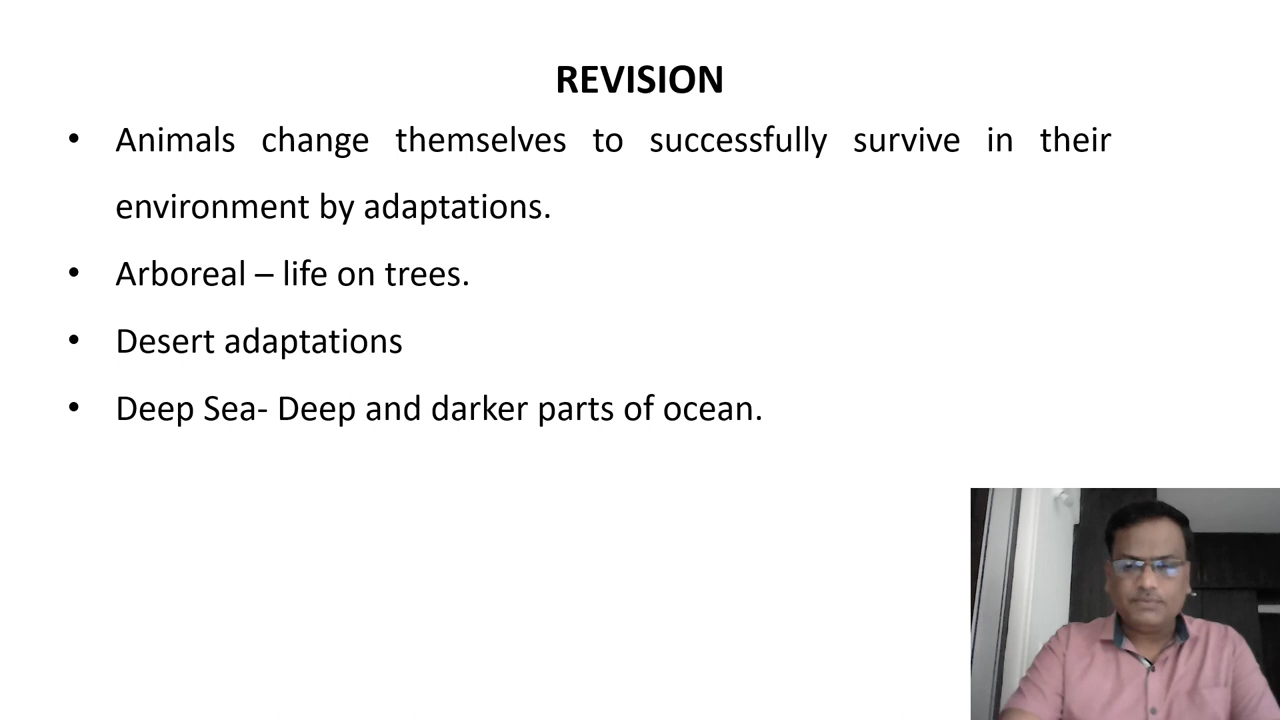 REVISION
• Animals change themselves to successfully survive in their
environment by adaptations.
• Arboreal – life on trees.
• Desert adaptations
• Deep Sea- Deep and darker parts of ocean.